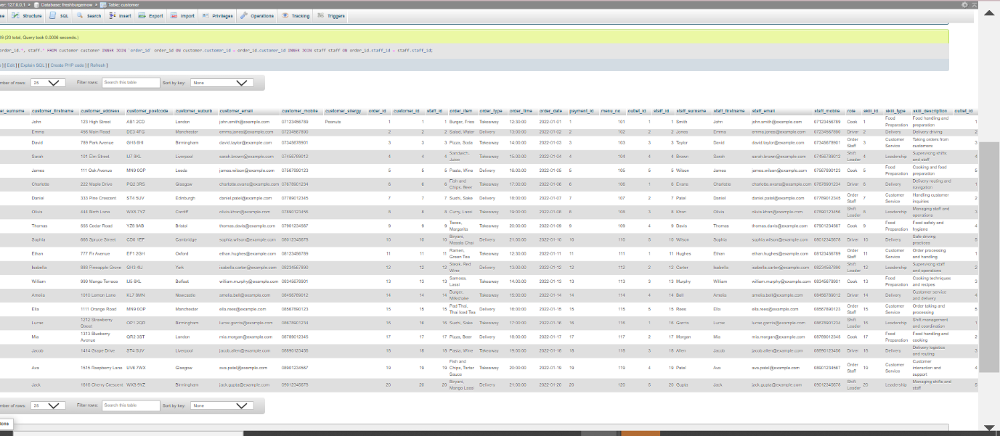 ver: 127.0.0.1 » Database: freshburgernow » Table: customer
se Structure SQL Search Insert Export Import Privileges Operations Tracking Triggers
19 (20 total, Query took 0.0006 seconds.)
order_id.*, staff.* FROM customer customer INNER JOIN `order_id` order_id ON customer.customer_id = order_id.customer_id INNER JOIN staff staff ON order_id.staff_id = staff.staff_id;
] [ Edit ] [ Explain SQL ] [ Create PHP code ] [ Refresh ]
mber of rows: 25 Filter rows: Search this table Sort by key: None
er_surname customer_firstname customer_address customer_postcode customer_suburb customer_email customer_mobile customer_allergy order_id customer_id staff_id order_item order_type order_time order_date payment_id menu_no outlet_id staff_id staff_surname staff_firstname staff_email staff_mobile role skill_id skill_type skill_description outlet_id
John 123 High Street AB1 2CD London john.smith@example.com 07123456789 Peanuts 1 1 1 Burger, Fries Takeaway 12:30:00 2022-01-01 1 101 1 1 Smith John john.smith@example.com 07123456789 Cook 1 Food Preparation Food handling and preparation 1
Emma 456 Main Road DE3 4FG Manchester emma.jones@example.com 07234567890 2 2 2 Salad, Water Delivery 13:00:00 2022-01-02 2 102 2 2 Jones Emma emma.jones@example.com 07234567890 Driver 2 Delivery Delivery driving 2
David 789 Park Avenue GH5 6HI Birmingham david.taylor@example.com 07345678901 3 3 3 Pizza, Soda Takeaway 14:00:00 2022-01-03 3 103 3 3 Taylor David david.taylor@example.com 07345678901 Order Staff 3 Customer Service Taking orders from customers 3
Sarah 101 Elm Street IJ7 8KL Liverpool sarah.brown@example.com 07456789012 4 4 4 Sandwich, Juice Takeaway 15:00:00 2022-01-04 4 104 4 4 Brown Sarah sarah.brown@example.com 07456789012 Shift Leader 4 Leadership Supervising shifts and staff 4
James 111 Oak Avenue MN9 0OP Leeds james.wilson@example.com 07567890123 5 5 5 Pasta, Wine Delivery 16:00:00 2022-01-05 5 105 5 5 Wilson James james.wilson@example.com 07567890123 Cook 5 Food Preparation Cooking and food preparation 5
Charlotte 222 Maple Drive PQ2 3RS Glasgow charlotte.evans@example.com 07678901234 6 6 6 Fish and Chips, Beer Takeaway 17:00:00 2022-01-06 6 106 1 6 Evans Charlotte charlotte.evans@example.com 07678901234 Driver 6 Delivery Delivery routing and navigation 1
Daniel 333 Pine Crescent ST4 5UV Edinburgh daniel.patel@example.com 07789012345 7 7 7 Sushi, Sake Delivery 18:00:00 2022-01-07 7 107 2 7 Patel Daniel daniel.patel@example.com 07789012345 Order Staff 7 Customer Service Handling customer inquiries 2
Olivia 444 Birch Lane WX6 7YZ Cardiff olivia.khan@example.com 07890123456 8 8 8 Curry, Lassi Takeaway 19:00:00 2022-01-08 8 108 3 8 Khan Olivia olivia.khan@example.com 07890123456 Shift Leader 8 Leadership Managing staff and operations 3
Thomas 555 Cedar Road YZ8 9AB Bristol thomas.davis@example.com 07901234567 9 9 9 Tacos, Margarita Takeaway 20:00:00 2022-01-09 9 109 4 9 Davis Thomas thomas.davis@example.com 07901234567 Cook 9 Food Preparation Food safety and hygiene 4
Sophia 666 Spruce Street CD0 1EF Cambridge sophia.wilson@example.com 08012345678 10 10 10 Biryani, Masala Chai Delivery 21:00:00 2022-01-10 10 110 5 10 Wilson Sophia sophia.wilson@example.com 08012345678 Driver 10 Delivery Safe driving practices 5
Ethan 777 Fir Avenue EF1 2GH Oxford ethan.hughes@example.com 08123456789 11 11 11 Ramen, Green Tea Takeaway 12:30:00 2022-01-11 11 111 1 11 Hughes Ethan ethan.hughes@example.com 08123456789 Order Staff 11 Customer Service Order processing and handling 1
Isabella 888 Pineapple Grove GH3 4IJ York isabella.carter@example.com 08234567890 12 12 12 Steak, Red Wine Delivery 13:00:00 2022-01-12 12 112 2 12 Carter Isabella isabella.carter@example.com 08234567890 Shift Leader 12 Leadership Supervising staff and operations 2
William 999 Mango Terrace IJ5 6KL Belfast william.murphy@example.com 08345678901 13 13 13 Samosa, Lassi Takeaway 14:00:00 2022-01-13 13 113 3 13 Murphy William william.murphy@example.com 08345678901 Cook 13 Food Preparation Cooking techniques and recipes 3
Amelia 1010 Lemon Lane KL7 8MN Newcastle amelia.bell@example.com 08456789012 14 14 14 Burger, Milkshake Takeaway 15:00:00 2022-01-14 14 114 4 14 Bell Amelia amelia.bell@example.com 08456789012 Driver 14 Delivery Customer service and delivery 4
Ella 1111 Orange Road MN9 0OP Manchester ella.rees@example.com 08567890123 15 15 15 Pad Thai, Thai Iced Tea Delivery 16:00:00 2022-01-15 15 115 5 15 Rees Ella ella.rees@example.com 08567890123 Order Staff 15 Customer Service Order taking and processing 5
Lucas 1212 Strawberry Street OP1 2QR Birmingham lucas.garcia@example.com 08678901234 16 16 16 Sushi, Sake Takeaway 17:00:00 2022-01-16 16 116 1 16 Garcia Lucas lucas.garcia@example.com 08678901234 Shift Leader 16 Leadership Shift management and coordination 1
Mia 1313 Blueberry Avenue QR2 3ST London mia.morgan@example.com 08789012345 17 17 17 Pizza, Beer Delivery 18:00:00 2022-01-17 17 117 2 17 Morgan Mia mia.morgan@example.com 08789012345 Cook 17 Food Preparation Food handling and cooking 2
Jacob 1414 Grape Drive ST4 5UV Liverpool jacob.allen@example.com 08890123456 18 18 18 Pasta, Wine Takeaway 19:00:00 2022-01-18 18 118 3 18 Allen Jacob jacob.allen@example.com 08890123456 Driver 18 Delivery Delivery logistics and routing 3
Ava 1515 Raspberry Lane UV6 7WX Glasgow ava.patel@example.com 08901234567 19 19 19 Fish and Chips, Tartar Sauce Takeaway 20:00:00 2022-01-19 19 119 4 19 Patel Ava ava.patel@example.com 08901234567 Order Staff 19 Customer Service Customer interaction and support 4
Jack 1616 Cherry Crescent WX8 9YZ Cambridge jack.gupta@example.com 09012345678 20 20 20 Biryani, Mango Lassi Delivery 21:00:00 2022-01-20 20 120 5 20 Gupta Jack jack.gupta@example.com 09012345678 Shift Leader 20 Leadership Managing shifts and staff 5
mber of rows: 25 Filter rows: Search this table Sort by key: None
ions